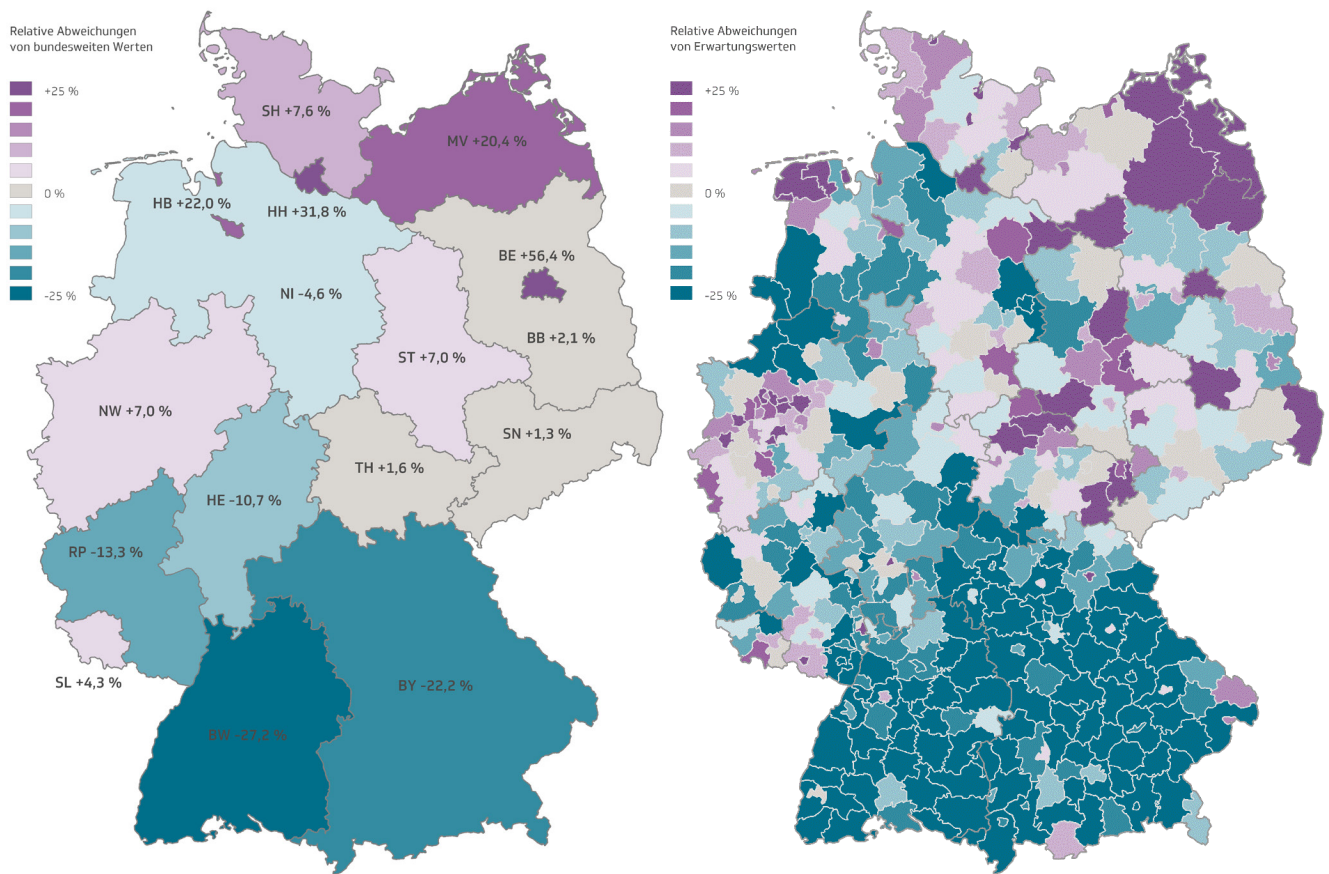 Relative Abweichungen
von bundesweiten Werten
+25 %
0 %
-25 %
SH +7,6 %
MV +20,4 %
HB +22,0 %
HH +31,8 %
BE +56,4 %
NI -4,6 %
BB +2,1 %
ST +7,0 %
NW +7,0 %
SN +1,3 %
TH +1,6 %
HE -10,7 %
RP -13,3 %
SL +4,3 %
BY -22,2 %
BW -27,2 %
Relative Abweichungen
von Erwartungswerten
+25 %
0 %
-25 %